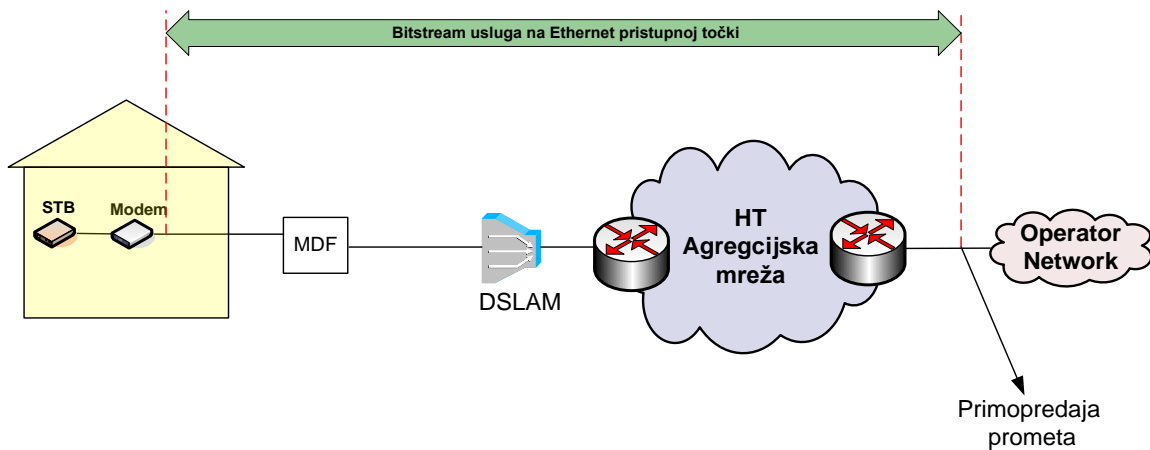 Bitstream usluga na Ethernet pristupnoj točki
STB
Modem
MDF
DSLAM
HT
Agregcijska
mreža
Operator
Network
Primopredaja
prometa